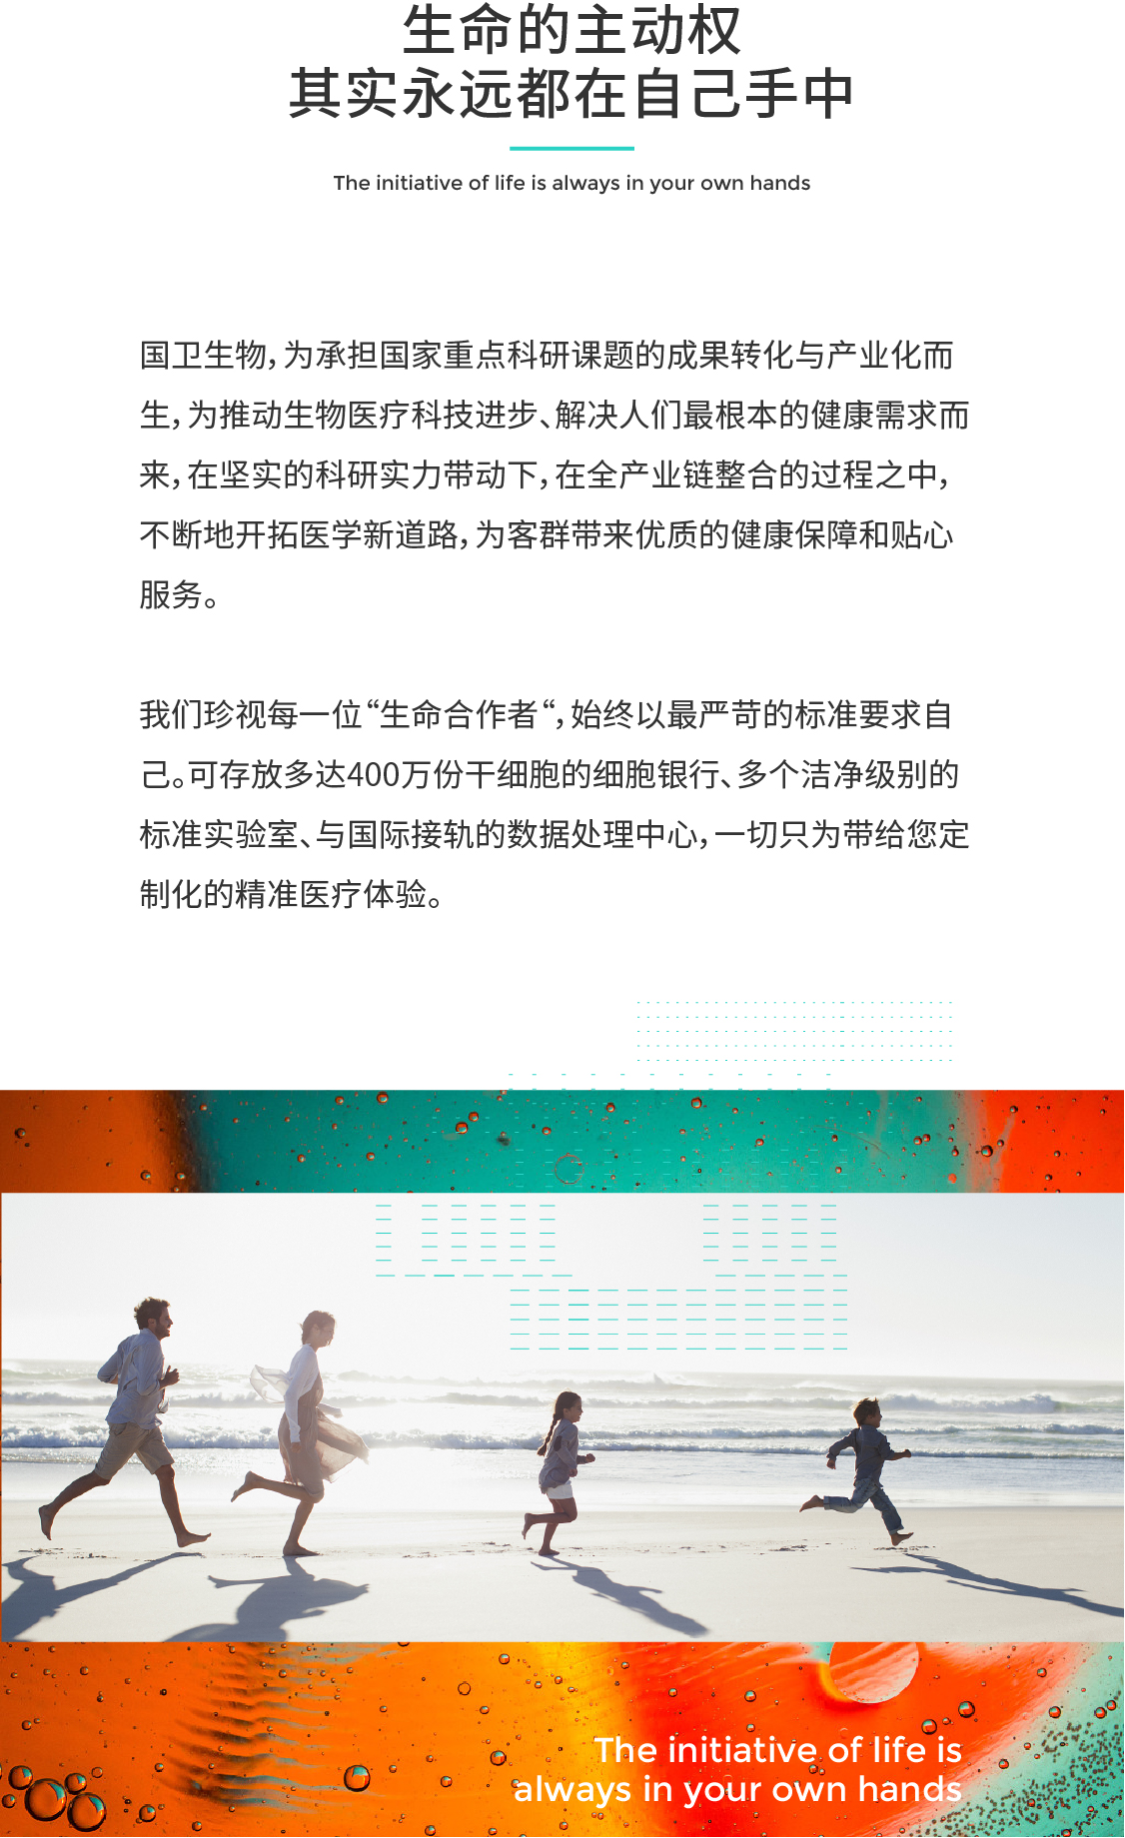 生命的主动权
其实永远都在自己手中
The initiative of life is always in your own hands
国卫生物，为承担国家重点科研课题的成果转化与产业化而
生，为推动生物医疗科技进步、解决人们最根本的健康需求而
来，在坚实的科研实力带动下，在全产业链整合的过程之中，
不断地开拓医学新道路，为客群带来优质的健康保障和贴心
服务。
我们珍视每一位“生命合作者“，始终以最严苛的标准要求自
己。可存放多达400万份干细胞的细胞银行、多个洁净级别的
标准实验室、与国际接轨的数据处理中心，一切只为带给您定
制化的精准医疗体验。
The initiative of life is
always in your own hands